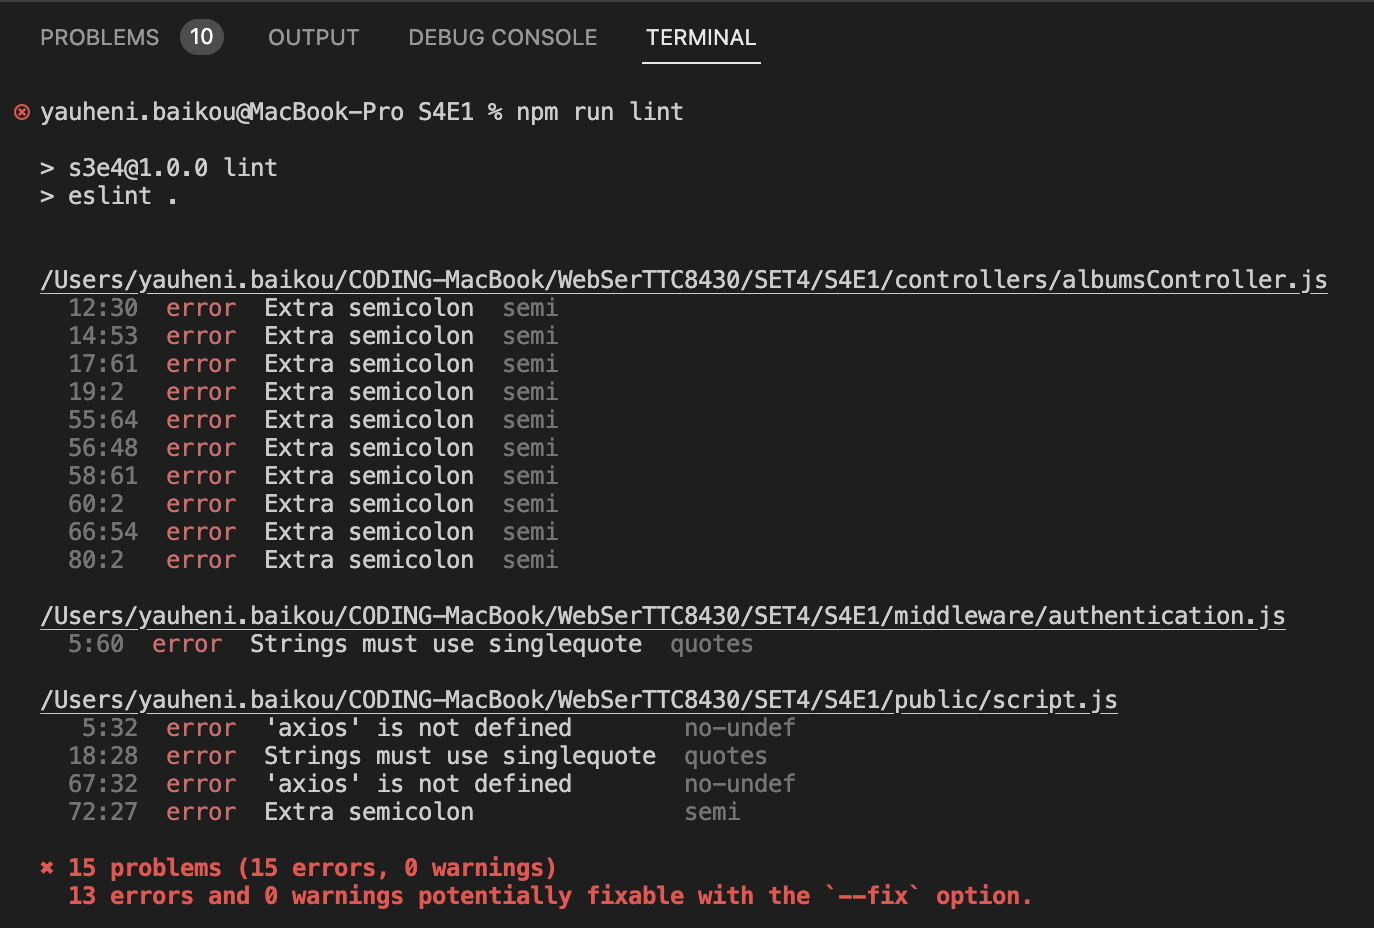 PROBLEMS 10 OUTPUT DEBUG CONSOLE TERMINAL
yauheni.baikou@MacBook-Pro S4E1 % npm run lint
> s3e4@1.0.0 lint
> eslint .
/Users/yauheni.baikou/CODING-MacBook/WebSerTTC8430/SET4/S4E1/controllers/albumsController.js
12:30 error Extra semicolon semi
14:53 error Extra semicolon semi
17:61 error Extra semicolon semi
19:2 error Extra semicolon semi
55:64 error Extra semicolon semi
56:48 error Extra semicolon semi
58:61 error Extra semicolon semi
60:2 error Extra semicolon semi
66:54 error Extra semicolon semi
80:2 error Extra semicolon semi
/Users/yauheni.baikou/CODING-MacBook/WebSerTTC8430/SET4/S4E1/middleware/authentication.js
5:60 error Strings must use singlequote quotes
/Users/yauheni.baikou/CODING-MacBook/WebSerTTC8430/SET4/S4E1/public/script.js
5:32 error 'axios' is not defined no-undef
18:28 error Strings must use singlequote quotes
67:32 error 'axios' is not defined no-undef
72:27 error Extra semicolon semi
✖ 15 problems (15 errors, 0 warnings)
13 errors and 0 warnings potentially fixable with the `--fix` option.